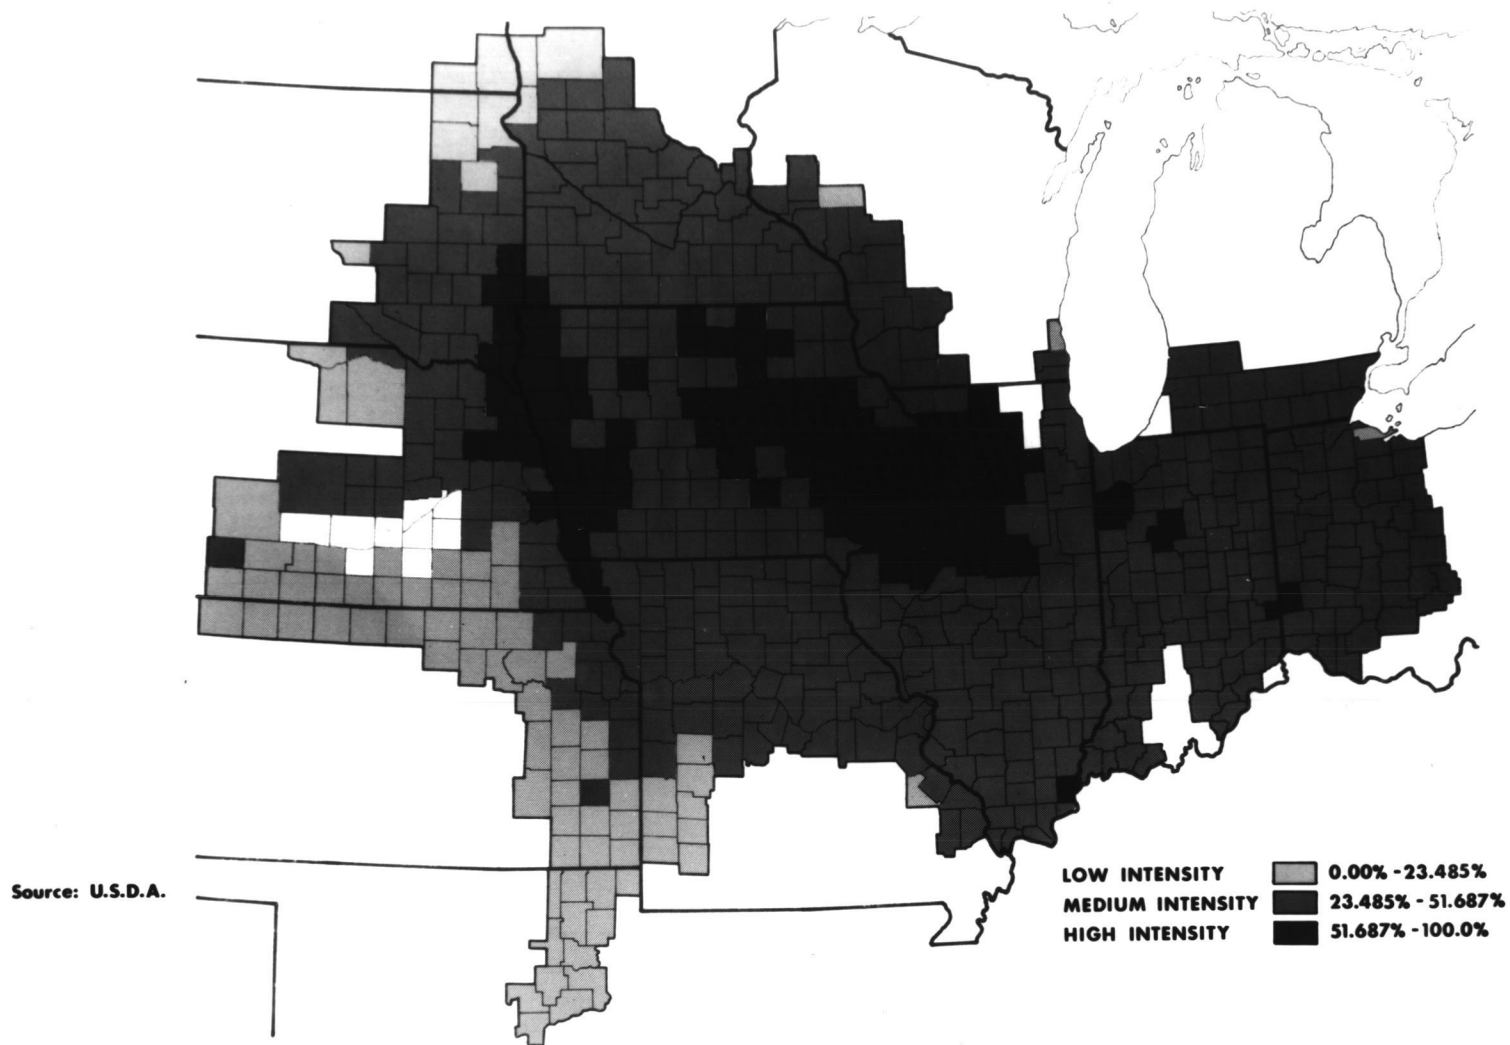 Source: U.S.D.A.
LOW INTENSITY 0.00% - 23.485%
MEDIUM INTENSITY 23.485% - 51.687%
HIGH INTENSITY 51.687% - 100.0%